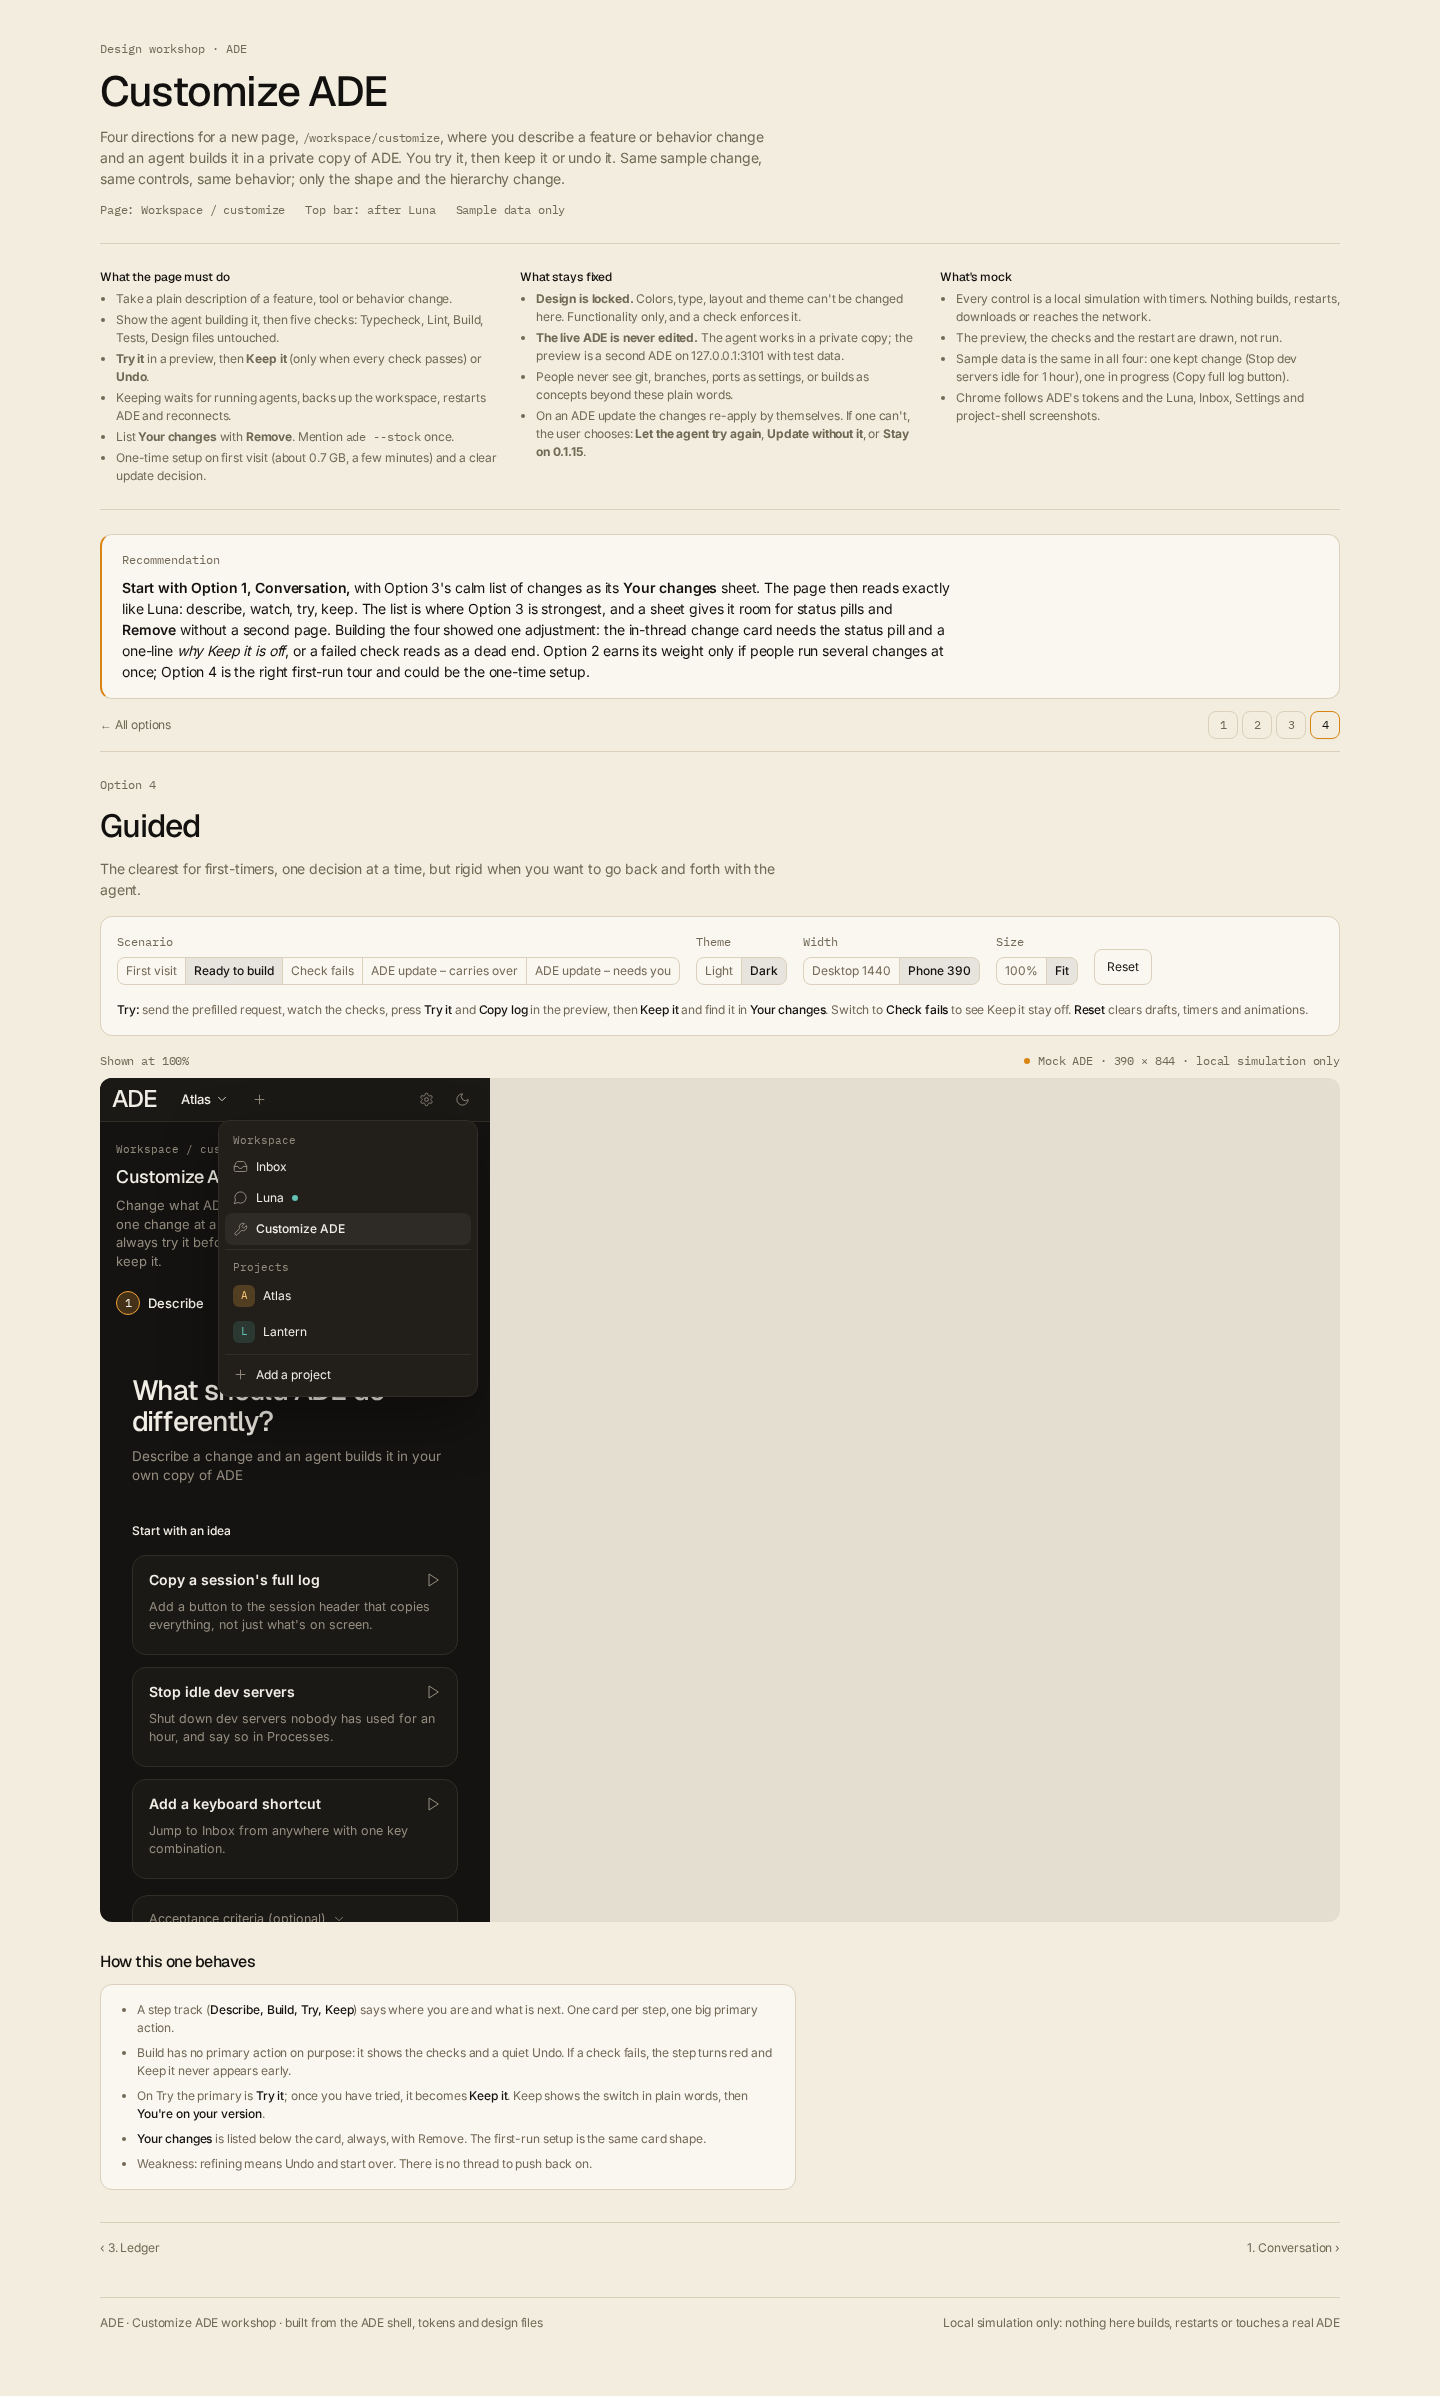 Design workshop · ADE
Customize ADE
Four directions for a new page, /workspace/customize, where you describe a feature or behavior change
and an agent builds it in a private copy of ADE. You try it, then keep it or undo it. Same sample change,
same controls, same behavior; only the shape and the hierarchy change.
Page: Workspace / customize Top bar: after Luna Sample data only
What the page must do
• Take a plain description of a feature, tool or behavior change.
• Show the agent building it, then five checks: Typecheck, Lint, Build,
Tests, Design files untouched.
• Try it in a preview, then Keep it (only when every check passes) or
Undo.
• Keeping waits for running agents, backs up the workspace, restarts
ADE and reconnects.
• List Your changes with Remove. Mention ade --stock once.
• One-time setup on first visit (about 0.7 GB, a few minutes) and a clear
update decision.
What stays fixed
• Design is locked. Colors, type, layout and theme can't be changed
here. Functionality only, and a check enforces it.
• The live ADE is never edited. The agent works in a private copy; the
preview is a second ADE on 127.0.0.1:3101 with test data.
• People never see git, branches, ports as settings, or builds as
concepts beyond these plain words.
• On an ADE update the changes re-apply by themselves. If one can't,
the user chooses: Let the agent try again, Update without it, or Stay
on 0.1.15.
What's mock
• Every control is a local simulation with timers. Nothing builds, restarts,
downloads or reaches the network.
• The preview, the checks and the restart are drawn, not run.
• Sample data is the same in all four: one kept change (Stop dev
servers idle for 1 hour), one in progress (Copy full log button).
• Chrome follows ADE's tokens and the Luna, Inbox, Settings and
project-shell screenshots.
Recommendation
Start with Option 1, Conversation, with Option 3's calm list of changes as its Your changes sheet. The page then reads exactly
like Luna: describe, watch, try, keep. The list is where Option 3 is strongest, and a sheet gives it room for status pills and
Remove without a second page. Building the four showed one adjustment: the in-thread change card needs the status pill and a
one-line why Keep it is off, or a failed check reads as a dead end. Option 2 earns its weight only if people run several changes at
once; Option 4 is the right first-run tour and could be the one-time setup.
← All options
1 2 3 4
Option 4
Guided
The clearest for first-timers, one decision at a time, but rigid when you want to go back and forth with the
agent.
Scenario Theme Width Size
First visit Ready to build Check fails ADE update – carries over ADE update – needs you Light Dark Desktop 1440 Phone 390 100% Fit Reset
Try: send the prefilled request, watch the checks, press Try it and Copy log in the preview, then Keep it and find it in Your changes. Switch to Check fails to see Keep it stay off. Reset clears drafts, timers and animations.
Shown at 100%
Mock ADE · 390 × 844 · local simulation only
ADE Atlas
Workspace / cus
Customize A
Change what AD
one change at a
always try it befo
keep it.
1 Describe
Workspace
Inbox
Luna
Customize ADE
Projects
A Atlas
L Lantern
Add a project
What should ADE do
differently?
Describe a change and an agent builds it in your
own copy of ADE
Start with an idea
Copy a session's full log
Add a button to the session header that copies
everything, not just what's on screen.
Stop idle dev servers
Shut down dev servers nobody has used for an
hour, and say so in Processes.
Add a keyboard shortcut
Jump to Inbox from anywhere with one key
combination.
Acceptance criteria (optional)
How this one behaves
• A step track (Describe, Build, Try, Keep) says where you are and what is next. One card per step, one big primary
action.
• Build has no primary action on purpose: it shows the checks and a quiet Undo. If a check fails, the step turns red and
Keep it never appears early.
• On Try the primary is Try it; once you have tried, it becomes Keep it. Keep shows the switch in plain words, then
You're on your version.
• Your changes is listed below the card, always, with Remove. The first-run setup is the same card shape.
• Weakness: refining means Undo and start over. There is no thread to push back on.
‹ 3. Ledger
1. Conversation ›
ADE · Customize ADE workshop · built from the ADE shell, tokens and design files
Local simulation only: nothing here builds, restarts or touches a real ADE